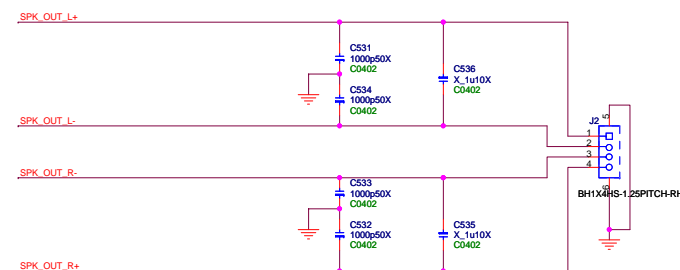 SPK_OUT_L+
C531
1000p50X
C0402
C536
X_1u10X
C0402
C534
1000p50X
C0402
SPK_OUT_L-
J2
5
1
2
3
4
6
BH1X4HS-1.25PITCH-RH
SPK_OUT_R-
C533
1000p50X
C0402
C532
1000p50X
C0402
C535
X_1u10X
C0402
SPK_OUT_R+